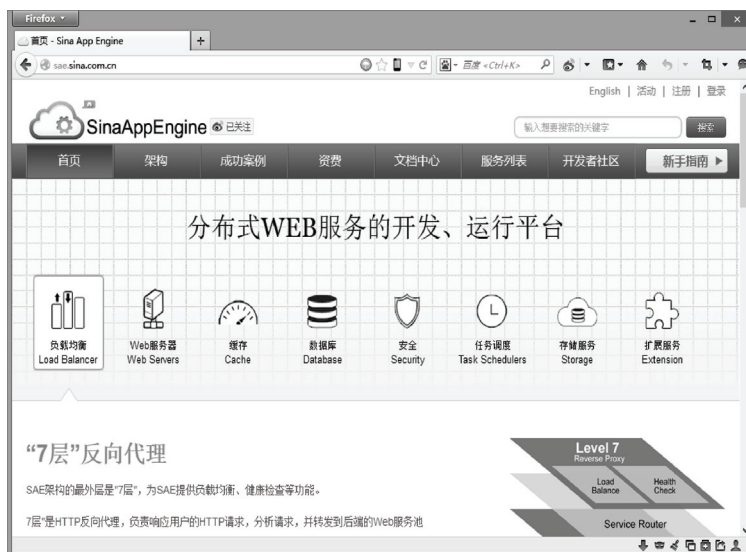 Firefox
首页 - Sina App Engine
sae.sina.com.cn
百度 <Ctrl+K>
English | 活动 | 注册 | 登录
SinaAppEngine 已关注
输入想要搜索的关键字
搜索
首页 架构 成功案例 资费 文档中心 服务列表 开发者社区 新手指南
分布式WEB服务的开发、运行平台
负载均衡 Web服务器 缓存 数据库 安全 任务调度 存储服务 扩展服务
Load Balancer Web Servers Cache Database Security Task Schedulers Storage Extension
“7层”反向代理
SAE架构的最外层是"7层"，为SAE提供负载均衡、健康检查等功能。
7层"是HTTP反向代理，负责响应用户的HTTP请求，分析请求，并转发到后端的Web服务池
Level 7
Reverse Proxy
Load Balance
Health Check
Service Router